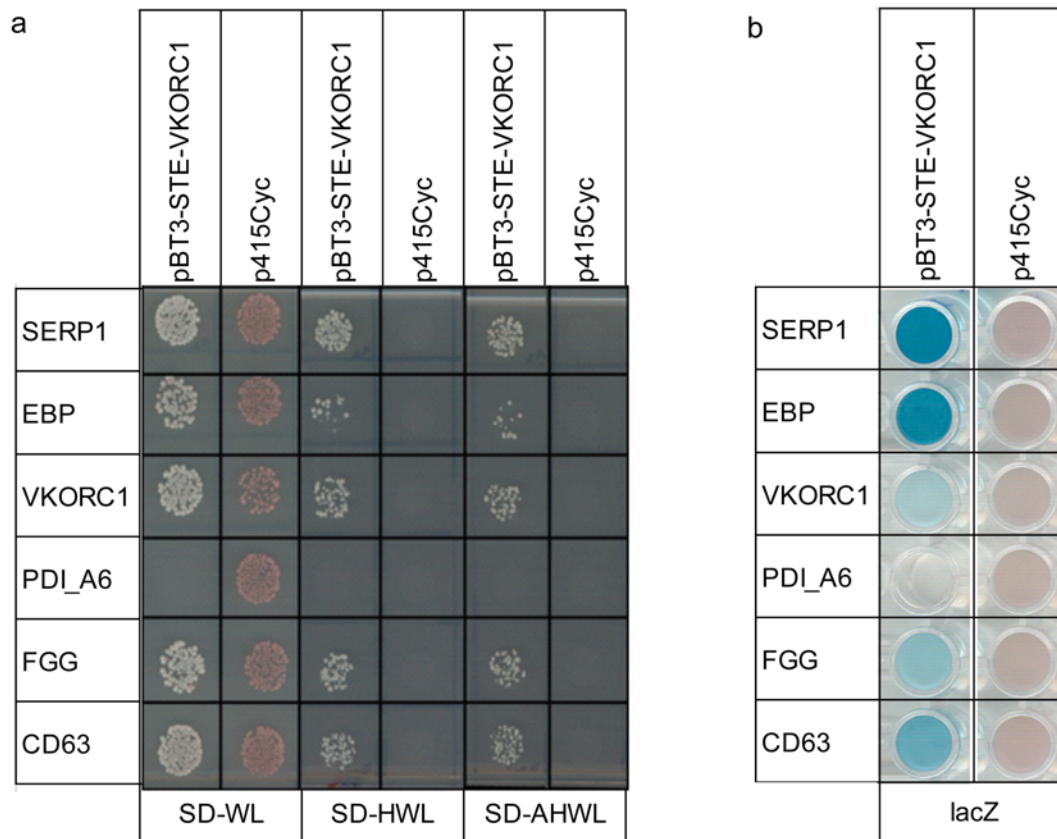 a
pBT3-STE-VKORC1
p415Cyc
pBT3-STE-VKORC1
p415Cyc
pBT3-STE-VKORC1
p415Cyc
SERP1
EBP
VKORC1
PDI_A6
FGG
CD63
SD-WL
SD-HWL
SD-AHWL
b
pBT3-STE-VKORC1
p415Cyc
SERP1
EBP
VKORC1
PDI_A6
FGG
CD63
lacZ